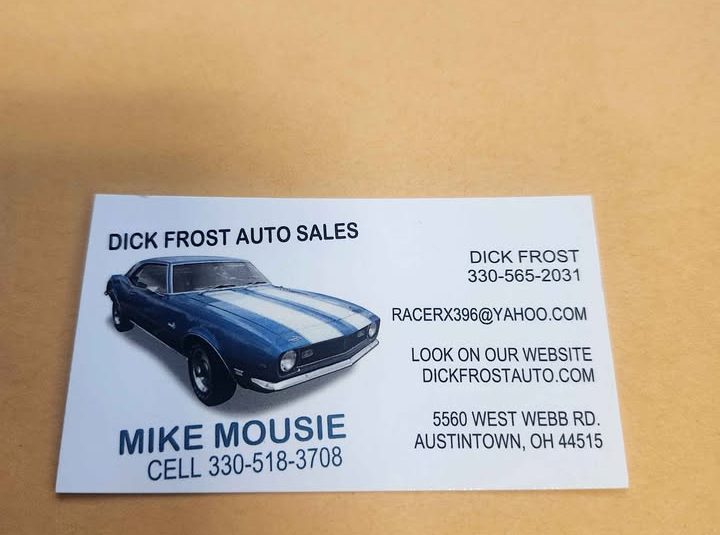 DICK FROST AUTO SALES
MIKE MOUSIE
CELL 330-518-3708
DICK FROST
330-565-2031
RACERX396@YAHOO.COM
LOOK ON OUR WEBSITE
DICKFROSTAUTO.COM
5560 WEST WEBB RD.
AUSTINTOWN, OH 44515